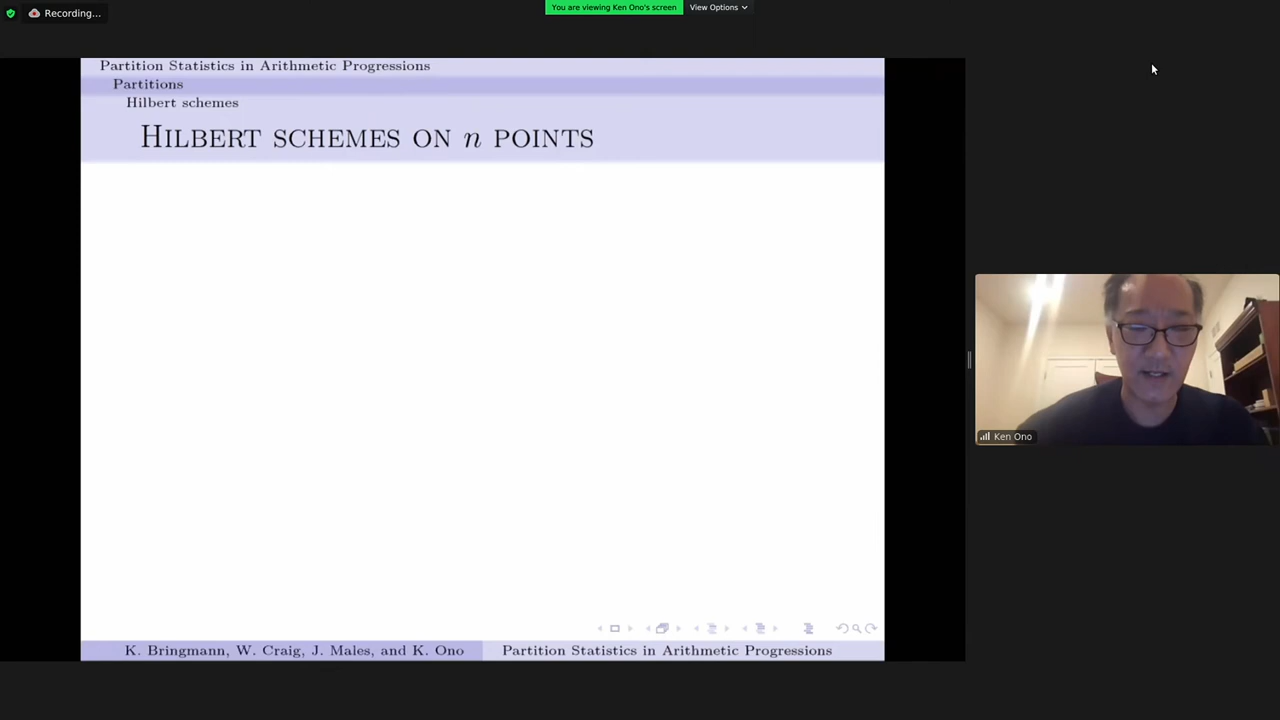 Recording...
You are viewing Ken Ono's screen
View Options
Partition Statistics in Arithmetic Progressions
Partitions
Hilbert schemes
Hilbert schemes on n points
Ken Ono
K. Bringmann, W. Craig, J. Males, and K. Ono
Partition Statistics in Arithmetic Progressions